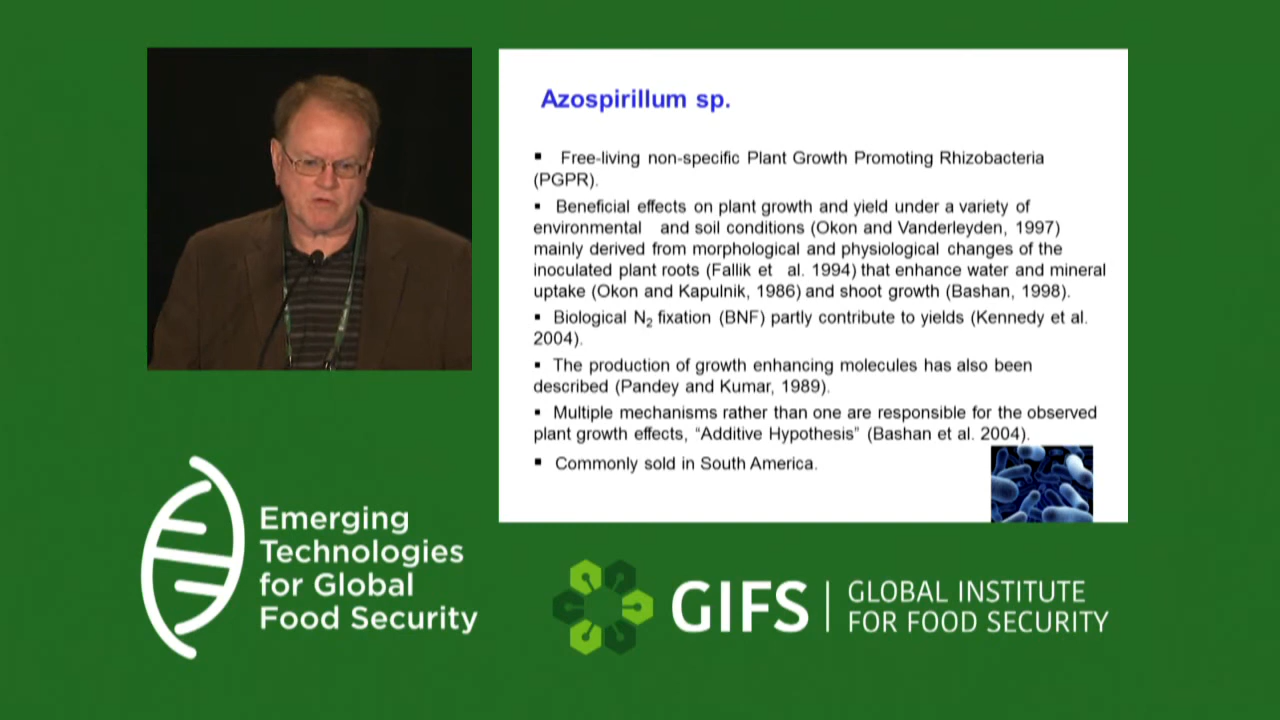 Azospirillum sp.
▪ Free-living non-specific Plant Growth Promoting Rhizobacteria
(PGPR).
▪ Beneficial effects on plant growth and yield under a variety of
environmental and soil conditions (Okon and Vanderleyden, 1997)
mainly derived from morphological and physiological changes of the
inoculated plant roots (Fallik et al. 1994) that enhance water and mineral
uptake (Okon and Kapulnik, 1986) and shoot growth (Bashan, 1998).
▪ Biological N₂ fixation (BNF) partly contribute to yields (Kennedy et al.
2004).
▪ The production of growth enhancing molecules has also been
described (Pandey and Kumar, 1989).
▪ Multiple mechanisms rather than one are responsible for the observed
plant growth effects, “Additive Hypothesis” (Bashan et al. 2004).
▪ Commonly sold in South America.
Emerging
Technologies
for Global
Food Security
GIFS
GLOBAL INSTITUTE
FOR FOOD SECURITY